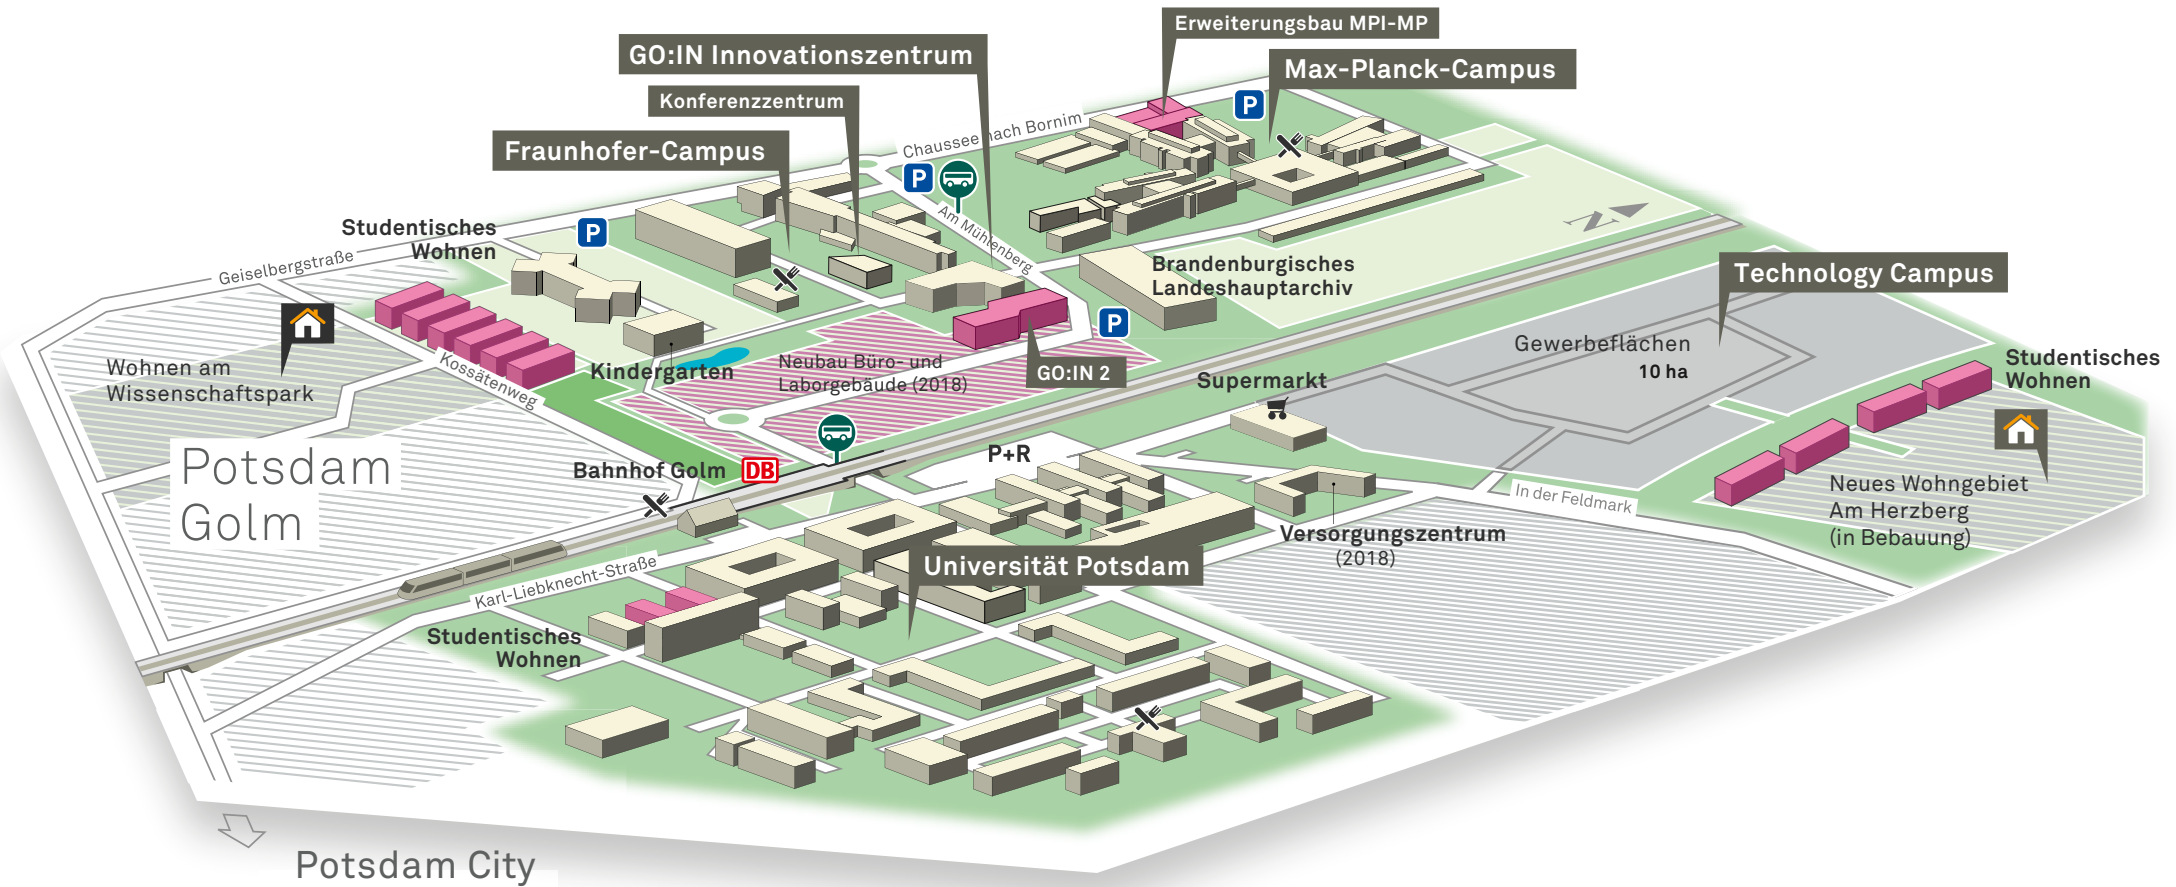 Erweiterungsbau MPI-MP
GO:IN Innovationszentrum
Max-Planck-Campus
Konferenzzentrum
Chaussee nach Bornim
Fraunhofer-Campus
P
P
Am Mühlenberg
N
Studentisches
Wohnen
P
Geiselbergstraße
Brandenburgisches
Landeshauptarchiv
Technology Campus
P
Gewerbeflächen
10 ha
Wohnen am
Wissenschaftspark
Kossätenweg
Kindergarten
Neubau Büro- und
Laborgebäude (2018)
GO:IN 2
Supermarkt
Studentisches
Wohnen
Potsdam
Golm
Bahnhof Golm
DB
P+R
In der Feldmark
Neues Wohngebiet
Am Herzberg
(in Bebauung)
Versorgungszentrum
(2018)
Universität Potsdam
Karl-Liebknecht-Straße
Studentisches
Wohnen
Potsdam City